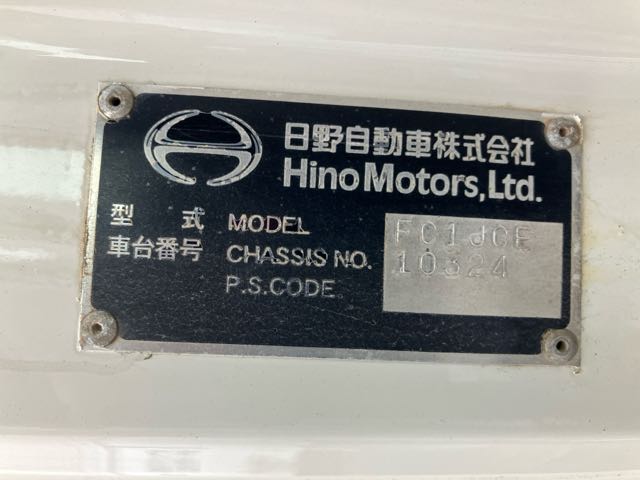 日野自動車株式会社
Hino Motors, Ltd.
型 式 MODEL FC1JCE
車台番号 CHASSIS NO. 10324
P.S.CODE